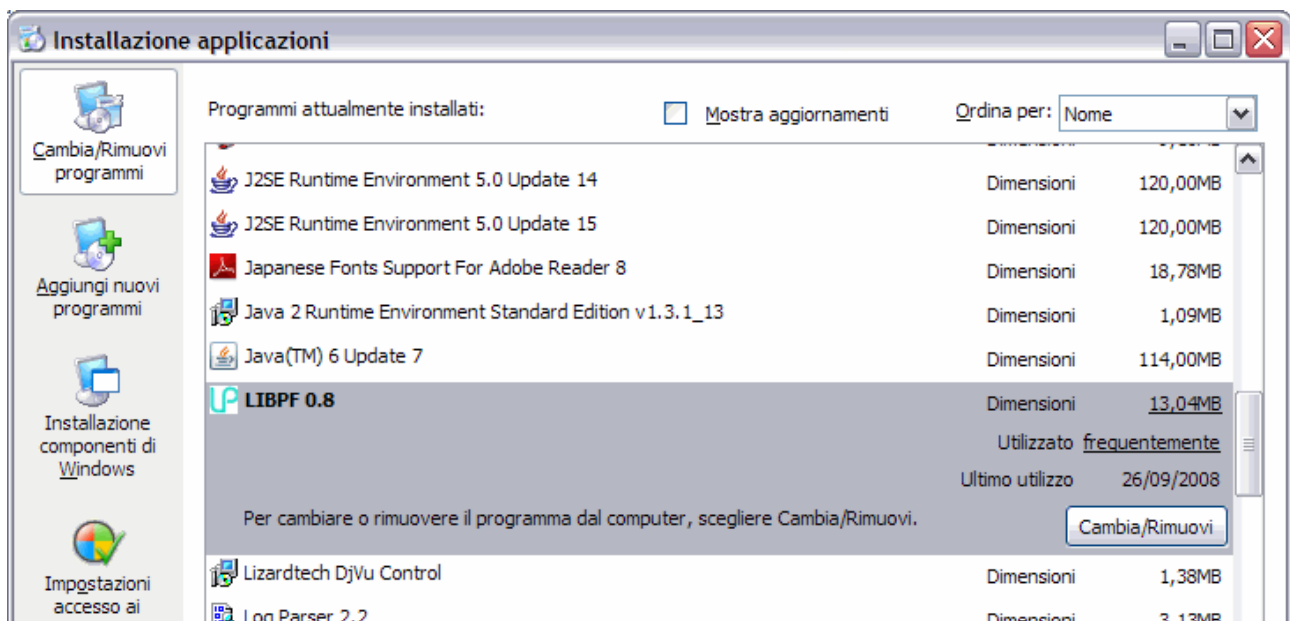 Installazione applicazioni
Cambia/Rimuovi
programmi
Aggiungi nuovi
programmi
Installazione
componenti di
Windows
Impostazioni
accesso ai
Programmi attualmente installati:
Mostra aggiornamenti
Ordina per: Nome
J2SE Runtime Environment 5.0 Update 14 Dimensioni 120,00MB
J2SE Runtime Environment 5.0 Update 15 Dimensioni 120,00MB
Japanese Fonts Support For Adobe Reader 8 Dimensioni 18,78MB
Java 2 Runtime Environment Standard Edition v1.3.1_13 Dimensioni 1,09MB
Java(TM) 6 Update 7 Dimensioni 114,00MB
LIBPF 0.8 Dimensioni 13,04MB
Utilizzato frequentemente
Ultimo utilizzo 26/09/2008
Per cambiare o rimuovere il programma dal computer, scegliere Cambia/Rimuovi.
Cambia/Rimuovi
Lizardtech DjVu Control Dimensioni 1,38MB
Log Parser 2.2 Dimensioni 3,13MB